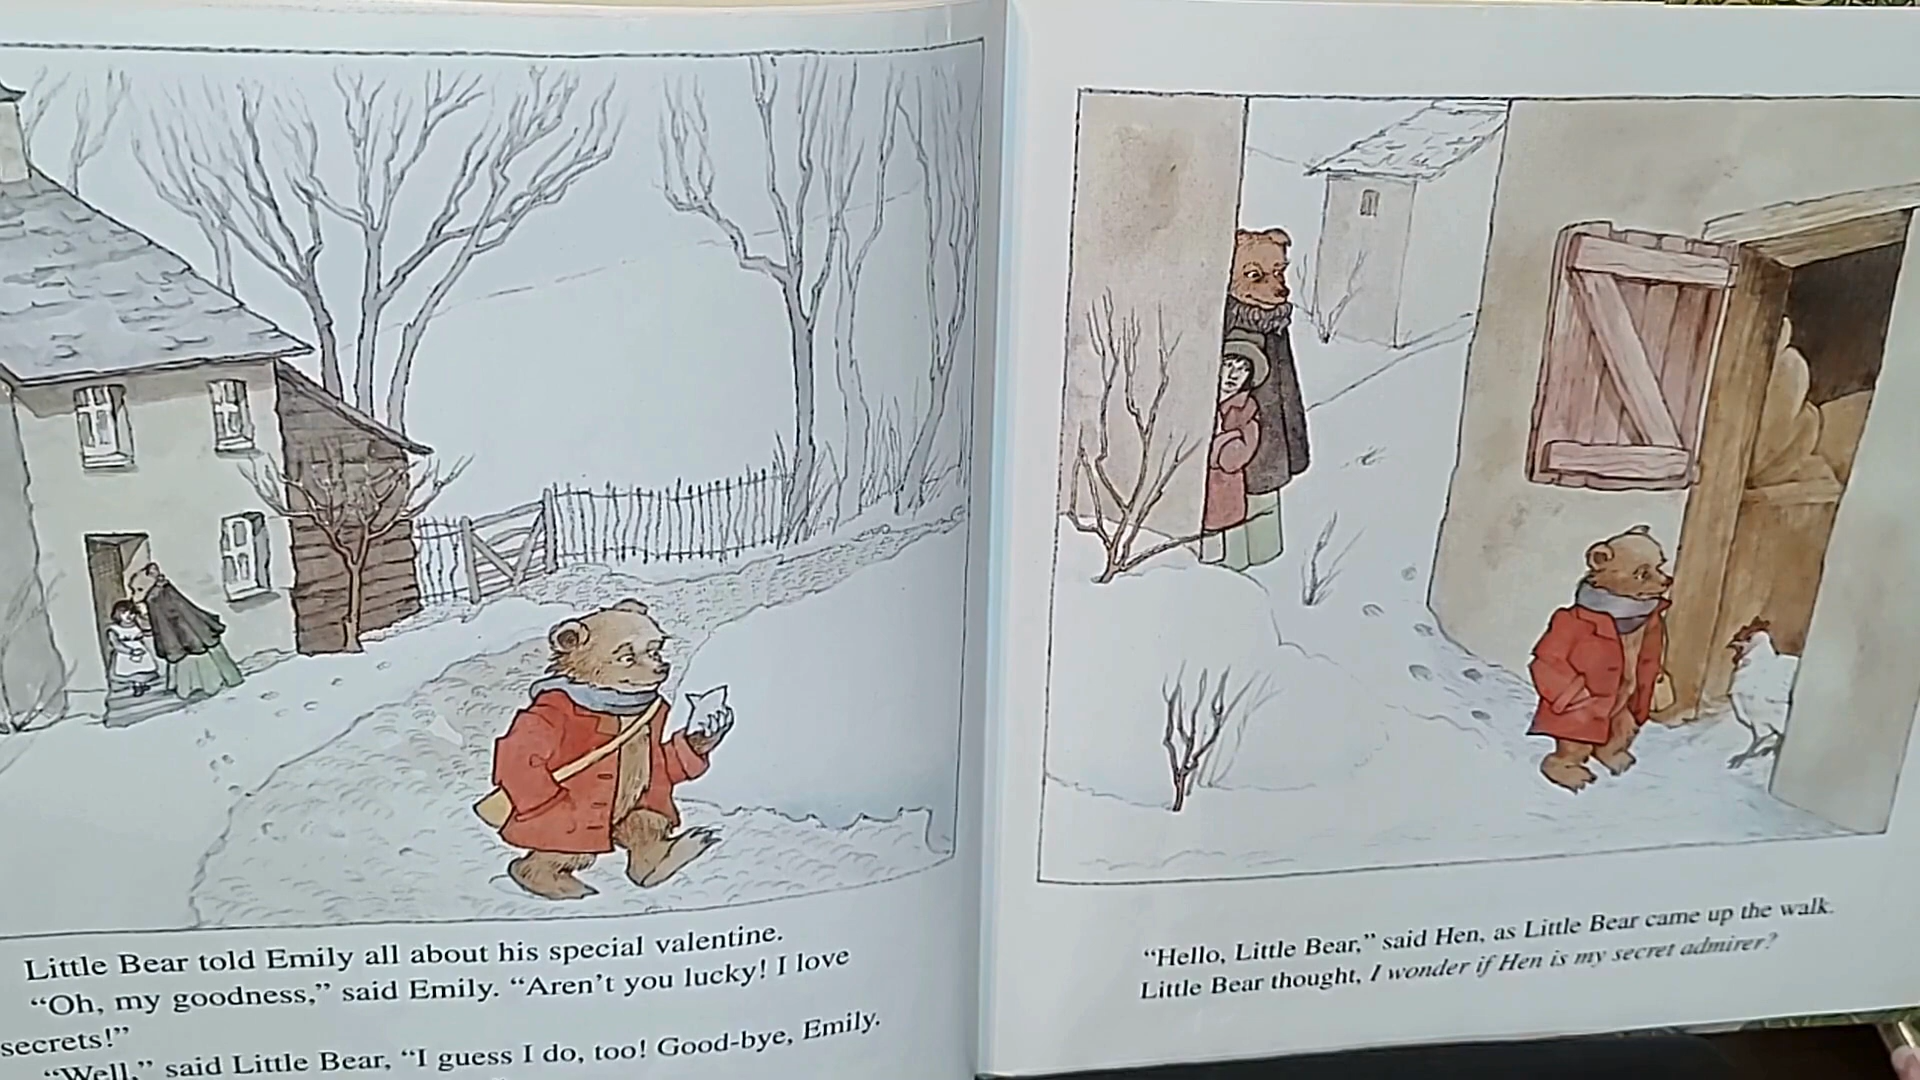 Little Bear told Emily all about his special valentine.
“Oh, my goodness,” said Emily. “Aren’t you lucky! I love
secrets!”
“Well,” said Little Bear, “I guess I do, too! Good-bye, Emily.
“Hello, Little Bear,” said Hen, as Little Bear came up the walk.
Little Bear thought, I wonder if Hen is my secret admirer?